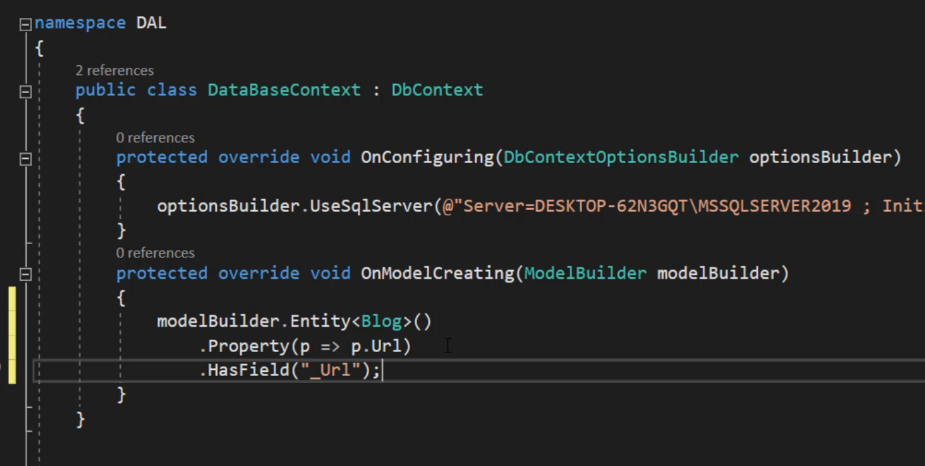 namespace DAL
{
2 references
public class DataBaseContext : DbContext
{
0 references
protected override void OnConfiguring(DbContextOptionsBuilder optionsBuilder)
{
optionsBuilder.UseSqlServer(@"Server=DESKTOP-62N3GQT\MSSQLSERVER2019 ; Init
}
0 references
protected override void OnModelCreating(ModelBuilder modelBuilder)
{
modelBuilder.Entity<Blog>()
.Property(p => p.Url)
.HasField("_Url");
}
}